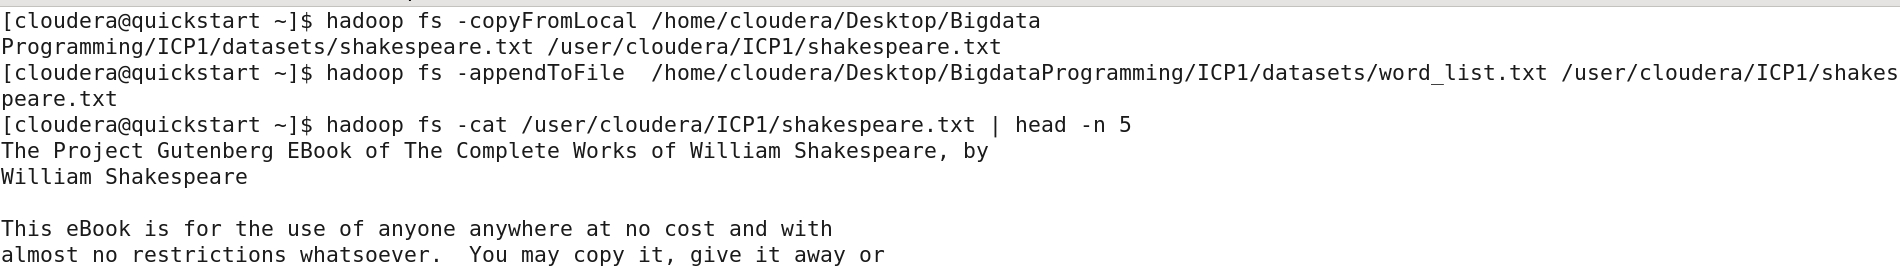 [cloudera@quickstart ~]$ hadoop fs -copyFromLocal /home/cloudera/Desktop/Bigdata
Programming/ICP1/datasets/shakespeare.txt /user/cloudera/ICP1/shakespeare.txt
[cloudera@quickstart ~]$ hadoop fs -appendToFile  /home/cloudera/Desktop/BigdataProgramming/ICP1/datasets/word_list.txt /user/cloudera/ICP1/shakes
peare.txt
[cloudera@quickstart ~]$ hadoop fs -cat /user/cloudera/ICP1/shakespeare.txt | head -n 5
The Project Gutenberg EBook of The Complete Works of William Shakespeare, by
William Shakespeare

This eBook is for the use of anyone anywhere at no cost and with
almost no restrictions whatsoever.  You may copy it, give it away or